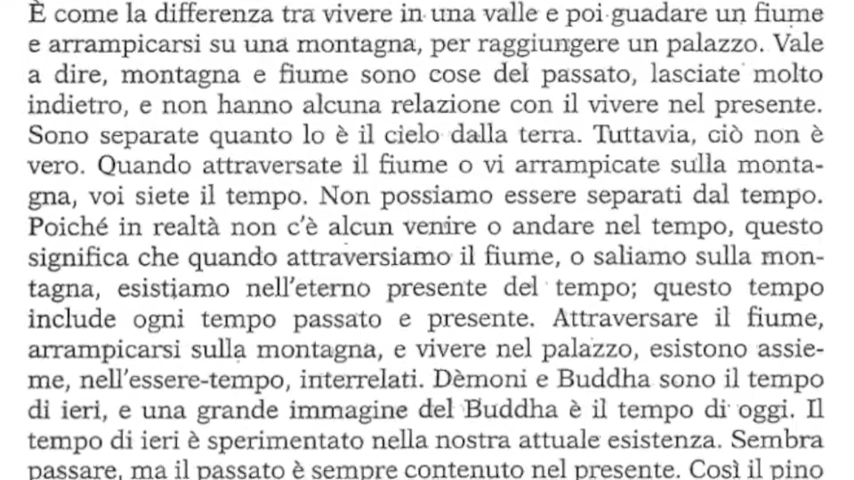 È come la differenza tra vivere in una valle e poi guadare un fiume
e arrampicarsi su una montagna, per raggiungere un palazzo. Vale
a dire, montagna e fiume sono cose del passato, lasciate molto
indietro, e non hanno alcuna relazione con il vivere nel presente.
Sono separate quanto lo è il cielo dalla terra. Tuttavia, ciò non è
vero. Quando attraversate il fiume o vi arrampicate sulla monta-
gna, voi siete il tempo. Non possiamo essere separati dal tempo.
Poiché in realtà non c'è alcun venire o andare nel tempo, questo
significa che quando attraversiamo il fiume, o saliamo sulla mon-
tagna, esistiamo nell'eterno presente del tempo; questo tempo
include ogni tempo passato e presente. Attraversare il fiume,
arrampicarsi sulla montagna, e vivere nel palazzo, esistono assie-
me, nell'essere-tempo, interrelati. Dèmoni e Buddha sono il tempo
di ieri, e una grande immagine del Buddha è il tempo di oggi. Il
tempo di ieri è sperimentato nella nostra attuale esistenza. Sembra
passare, ma il passato è sempre contenuto nel presente. Così il pino